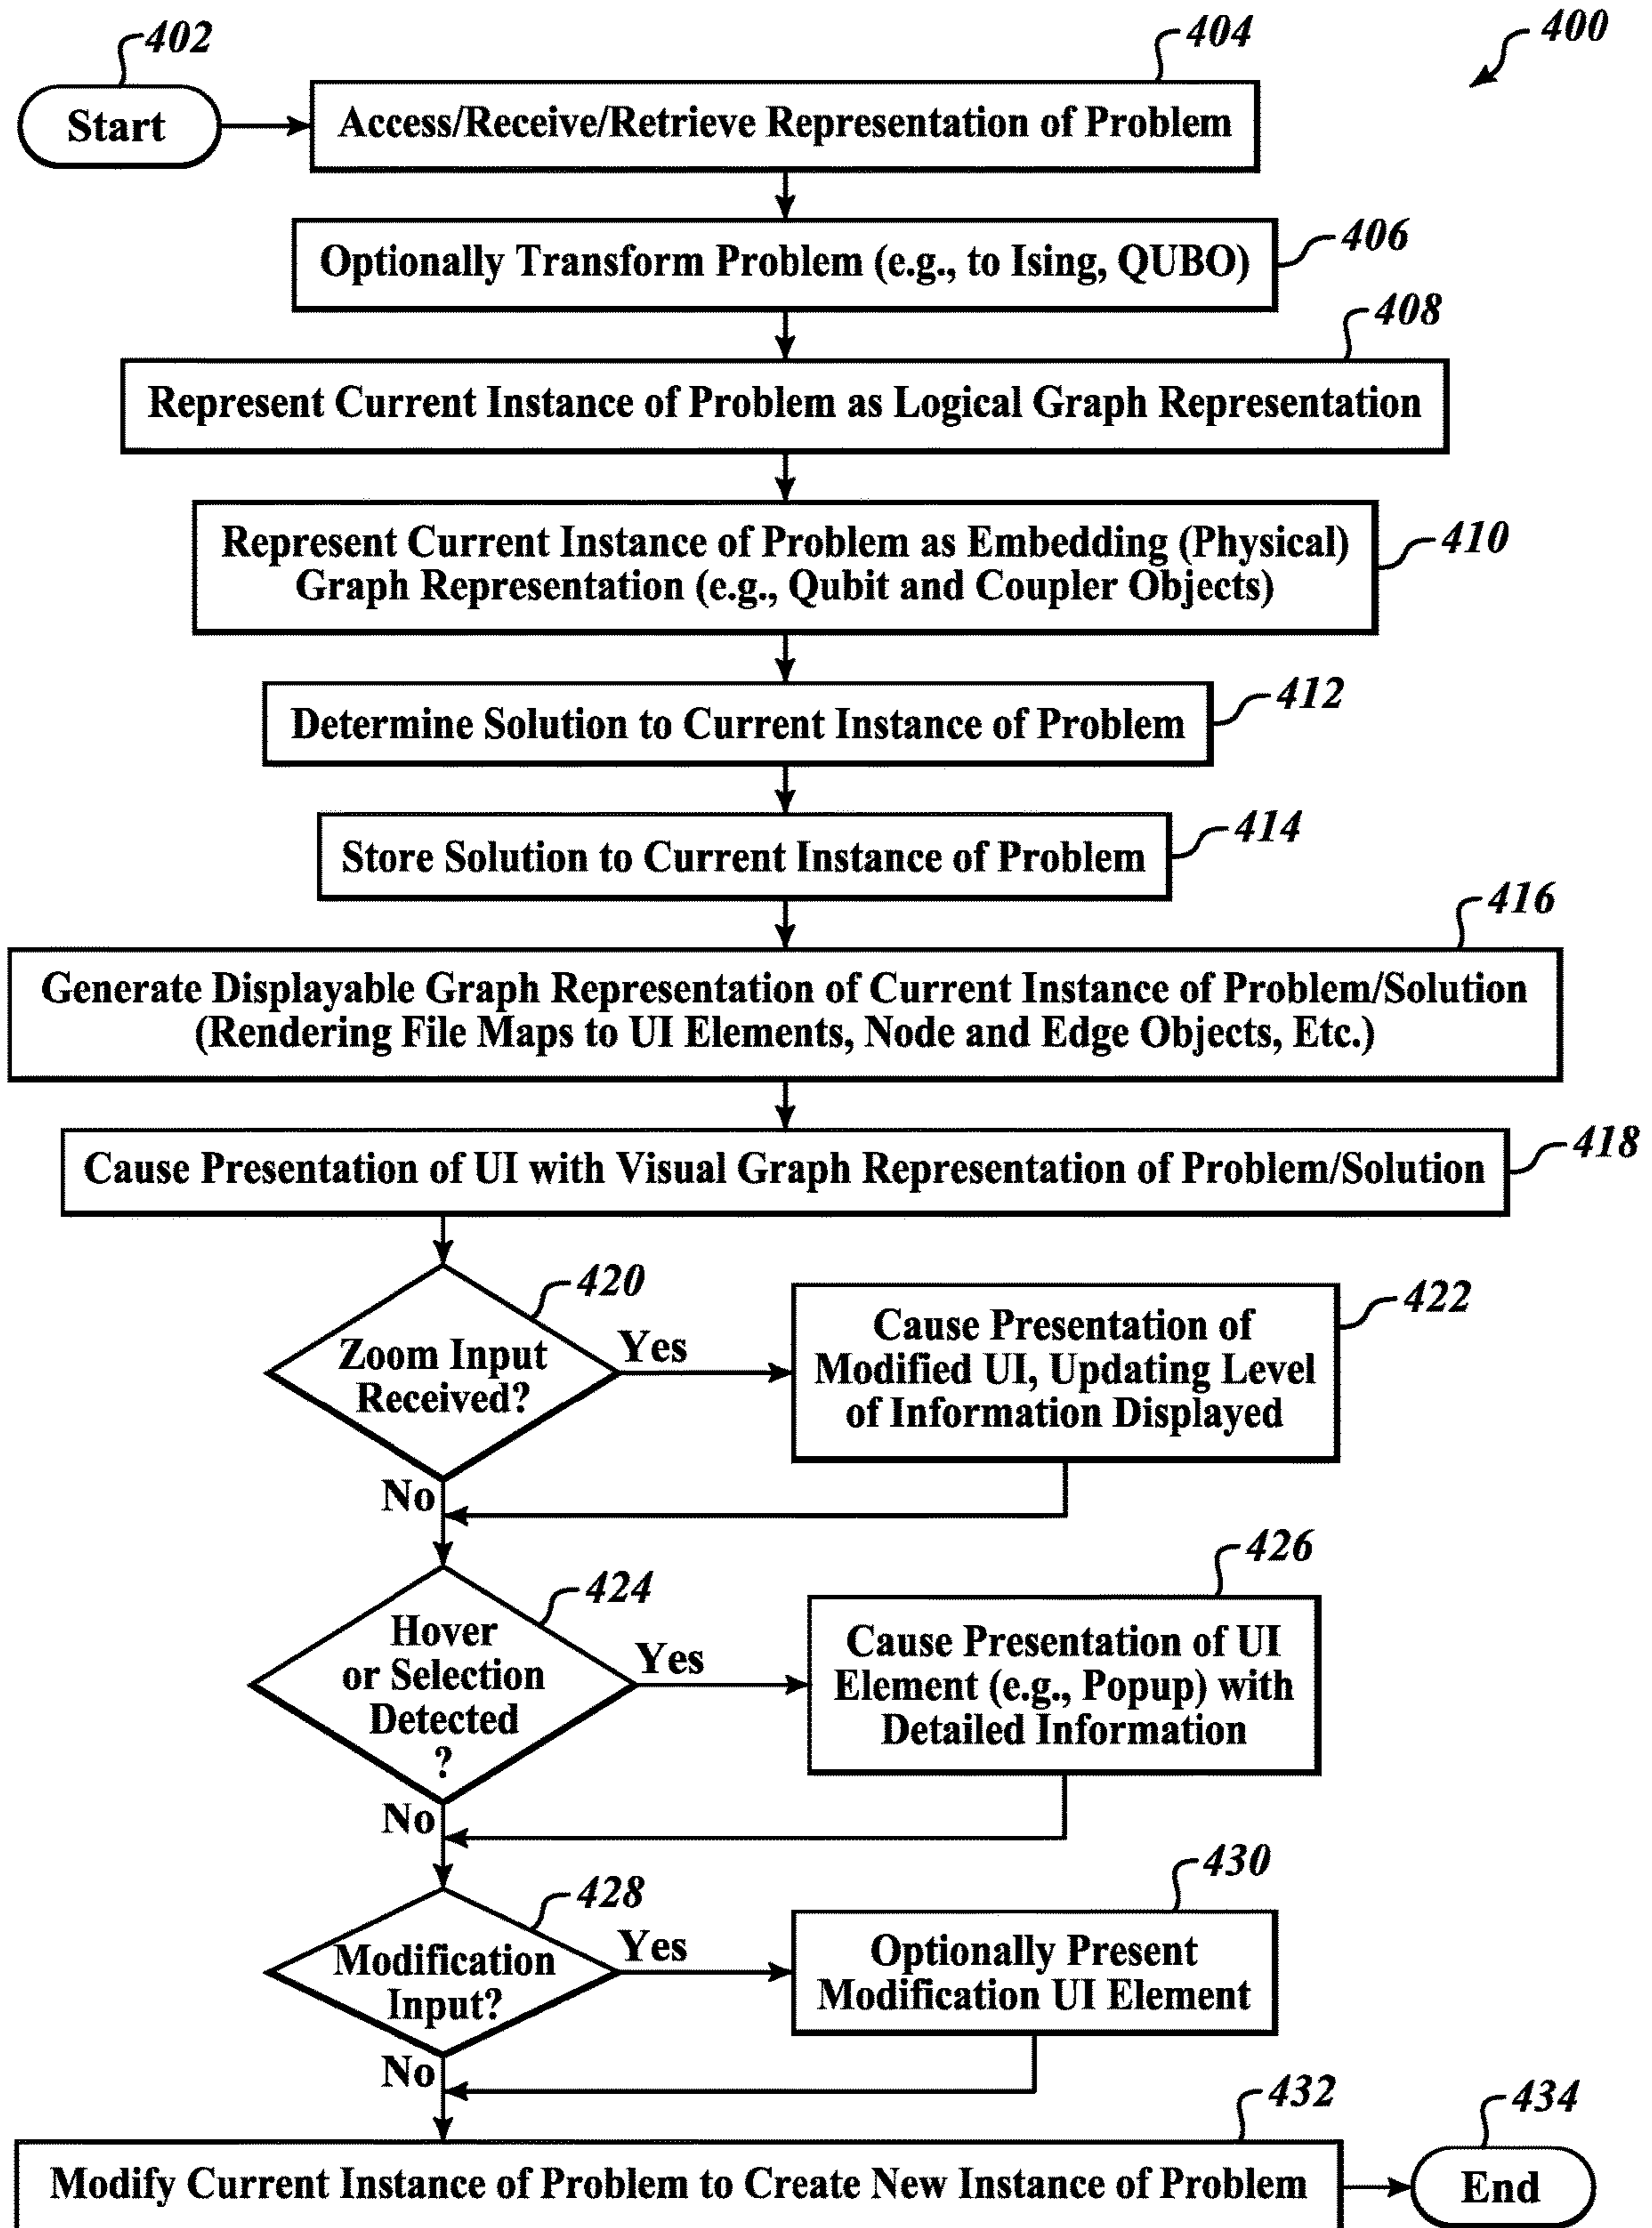 402
404
400
Start
Access/Receive/Retrieve Representation of Problem
406
Optionally Transform Problem (e.g., to Ising, QUBO)
408
Represent Current Instance of Problem as Logical Graph Representation
410
Represent Current Instance of Problem as Embedding (Physical)
Graph Representation (e.g., Qubit and Coupler Objects)
412
Determine Solution to Current Instance of Problem
414
Store Solution to Current Instance of Problem
416
Generate Displayable Graph Representation of Current Instance of Problem/Solution
(Rendering File Maps to UI Elements, Node and Edge Objects, Etc.)
418
Cause Presentation of UI with Visual Graph Representation of Problem/Solution
420
Zoom Input
Received?
Yes
422
Cause Presentation of
Modified UI, Updating Level
of Information Displayed
No
424
Hover
or Selection
Detected
?
Yes
426
Cause Presentation of UI
Element (e.g., Popup) with
Detailed Information
No
428
Modification
Input?
Yes
430
Optionally Present
Modification UI Element
No
432
Modify Current Instance of Problem to Create New Instance of Problem
434
End